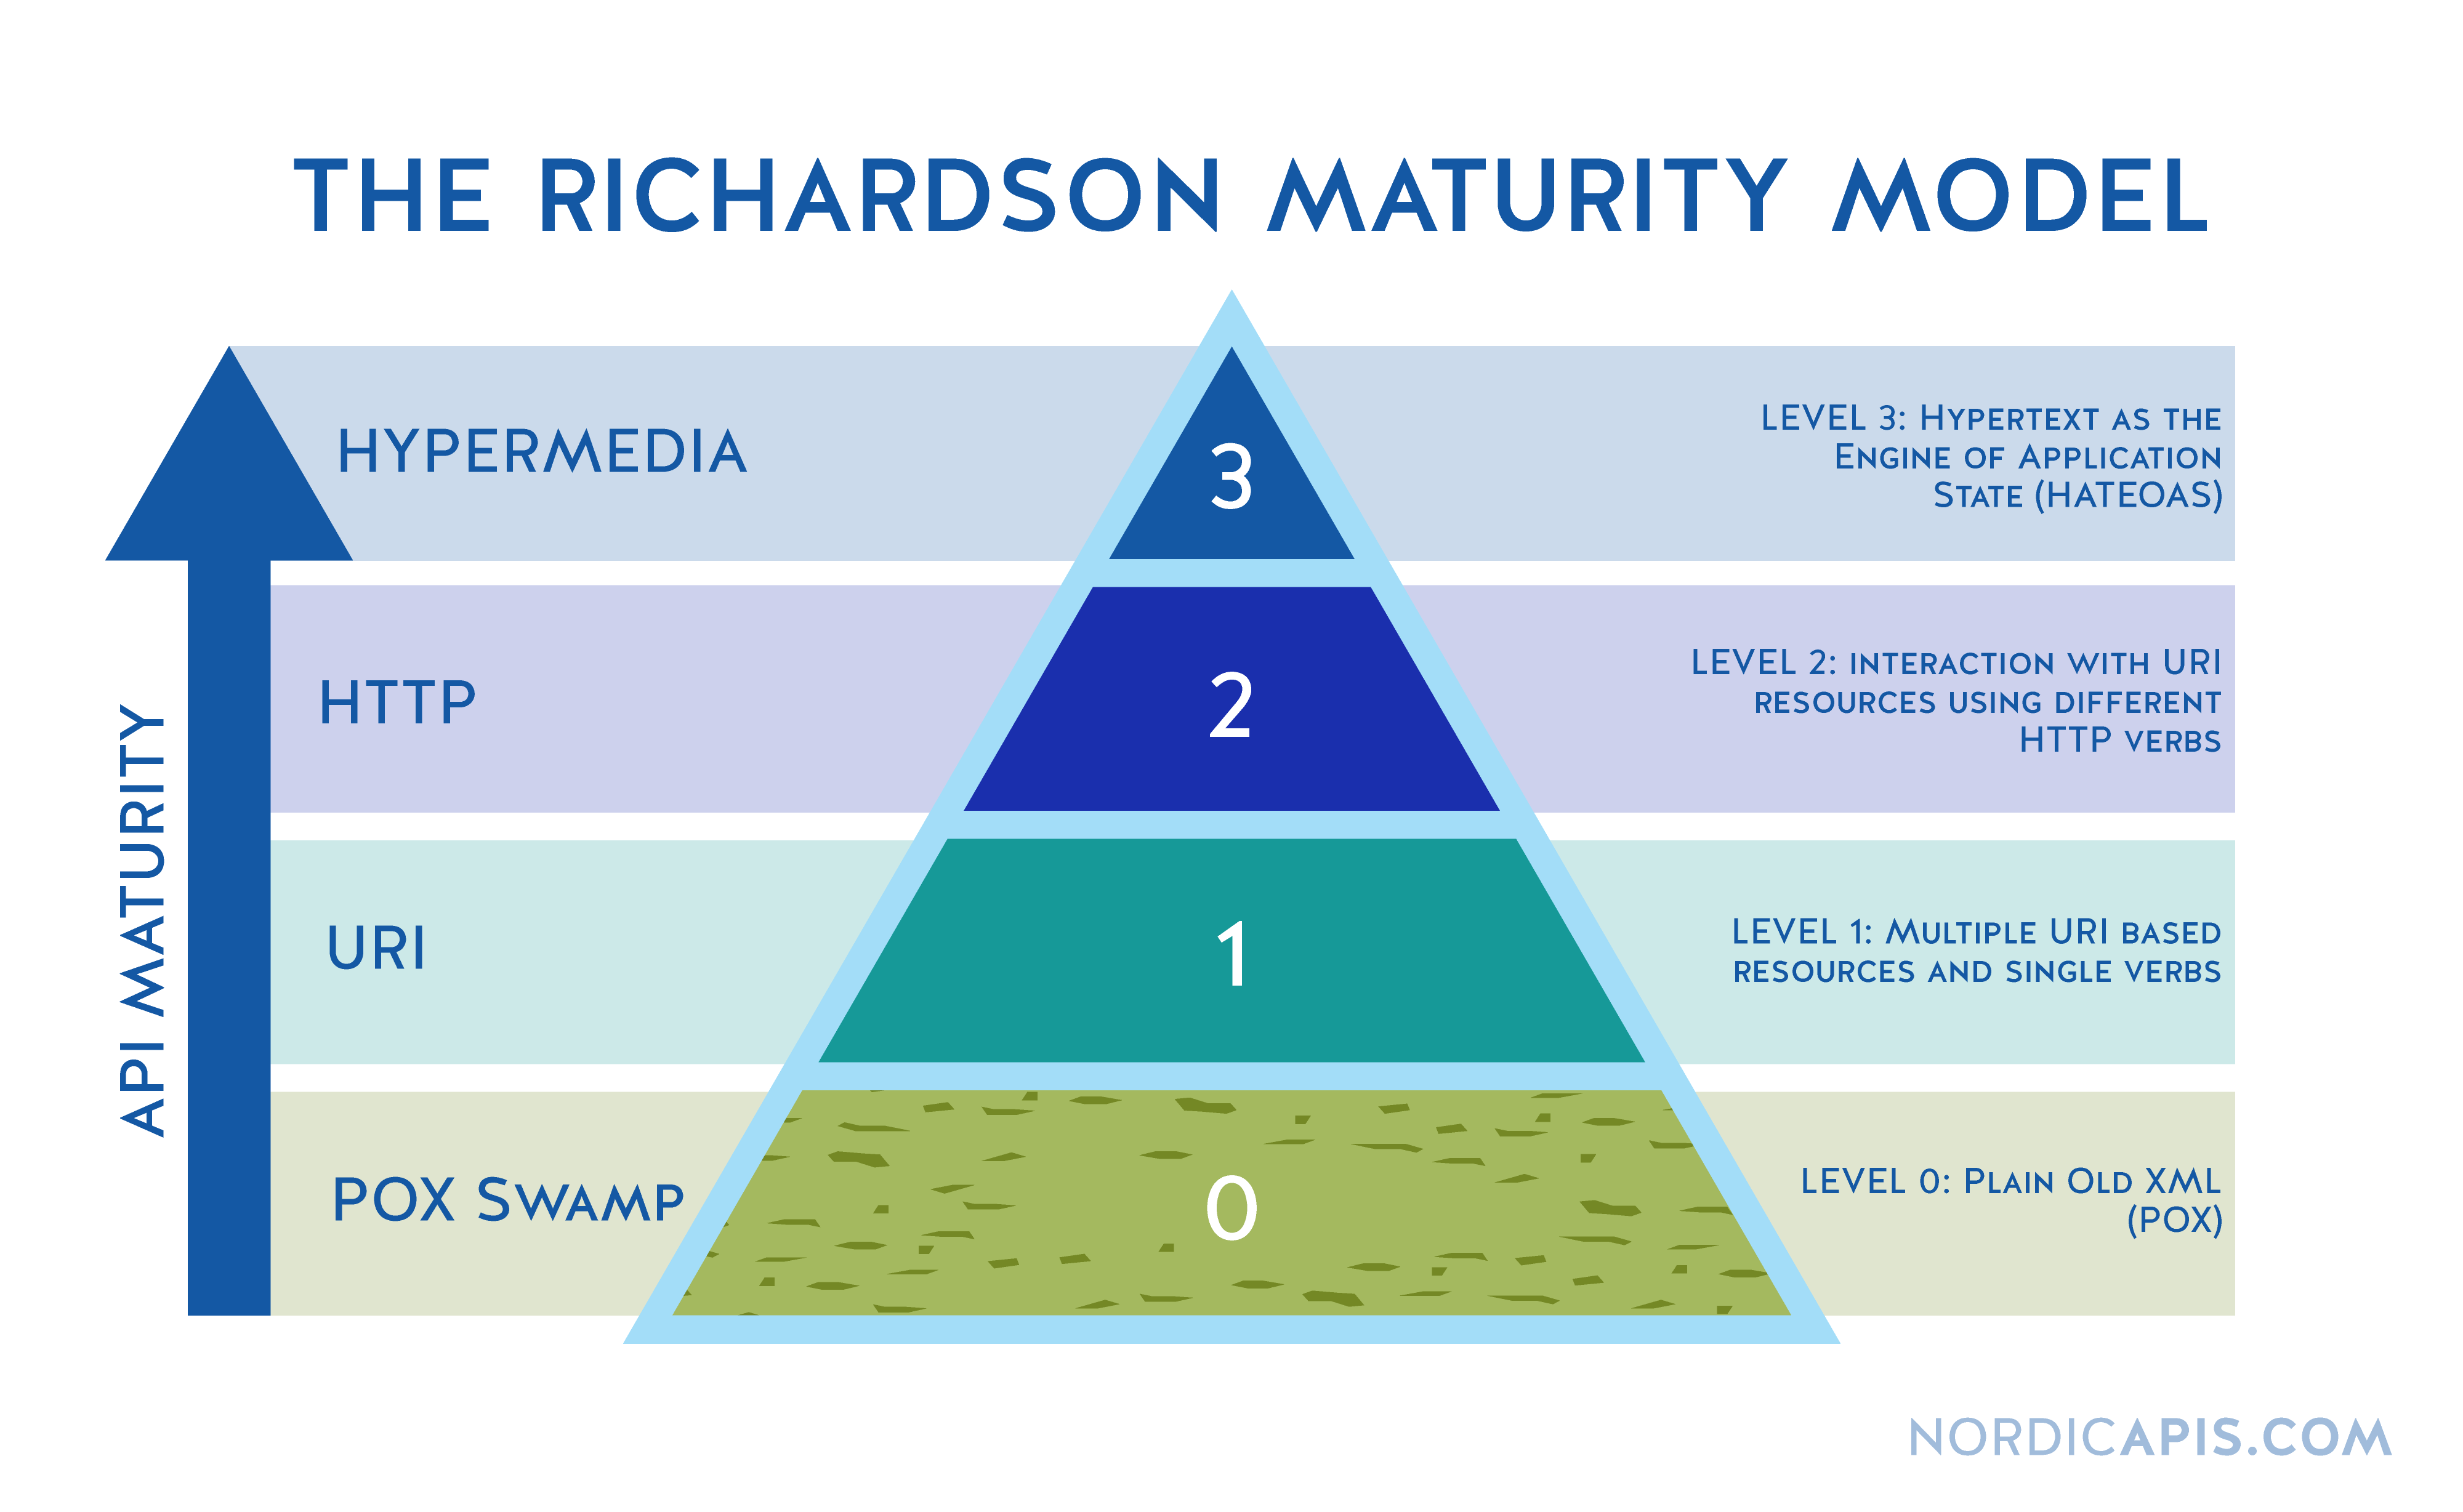 THE RICHARDSON MATURITY MODEL
API MATURITY
HYPERMEDIA
3
LEVEL 3: HYPERTEXT AS THE
ENGINE OF APPLICATION
STATE (HATEOAS)
HTTP
2
LEVEL 2: INTERACTION WITH URI
RESOURCES USING DIFFERENT
HTTP VERBS
URI
1
LEVEL 1: MULTIPLE URI BASED
RESOURCES AND SINGLE VERBS
POX SWAMP
0
LEVEL 0: PLAIN OLD XML
(POX)
NORDICAPIS.COM